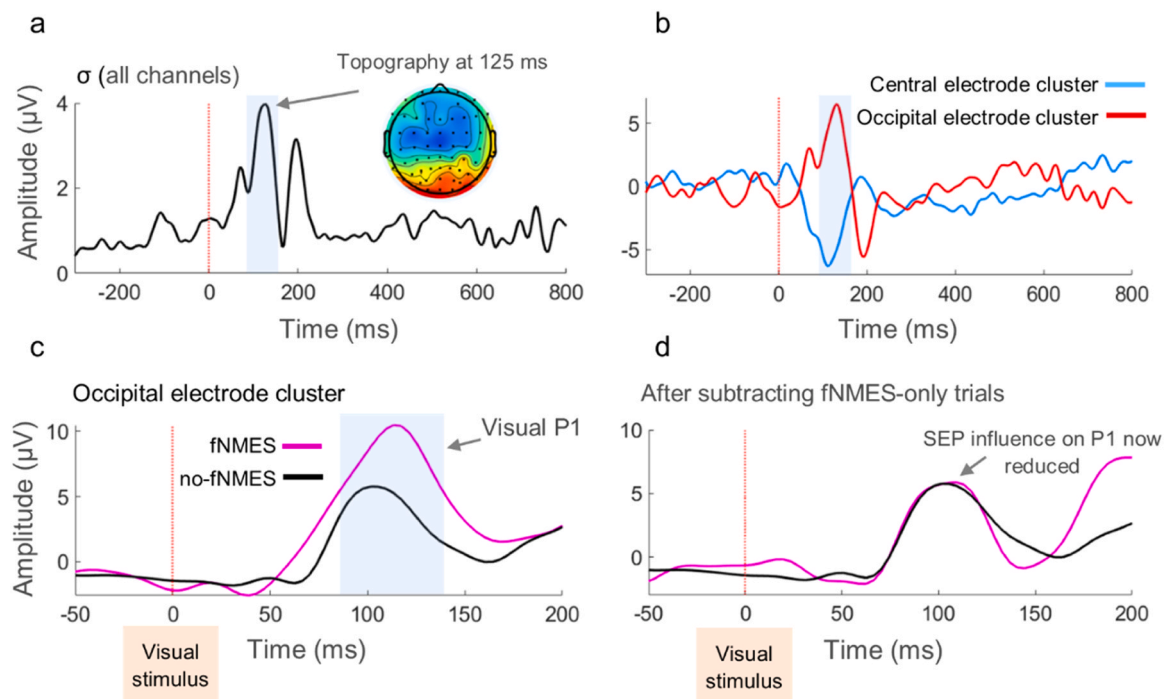 a
σ (all channels)
Topography at 125 ms
Amplitude (µV)
4
2
0
-200 0 200 400 600 800
Time (ms)
b
Central electrode cluster
Occipital electrode cluster
5
0
-5
-200 0 200 400 600 800
Time (ms)
c
Occipital electrode cluster
Amplitude (µV)
10
5
0
fNMES
no-fNMES
Visual P1
-50 0 50 100 150 200
Visual
stimulus
Time (ms)
d
After subtracting fNMES-only trials
10
5
0
SEP influence on P1 now
reduced
-50 0 50 100 150 200
Visual
stimulus
Time (ms)